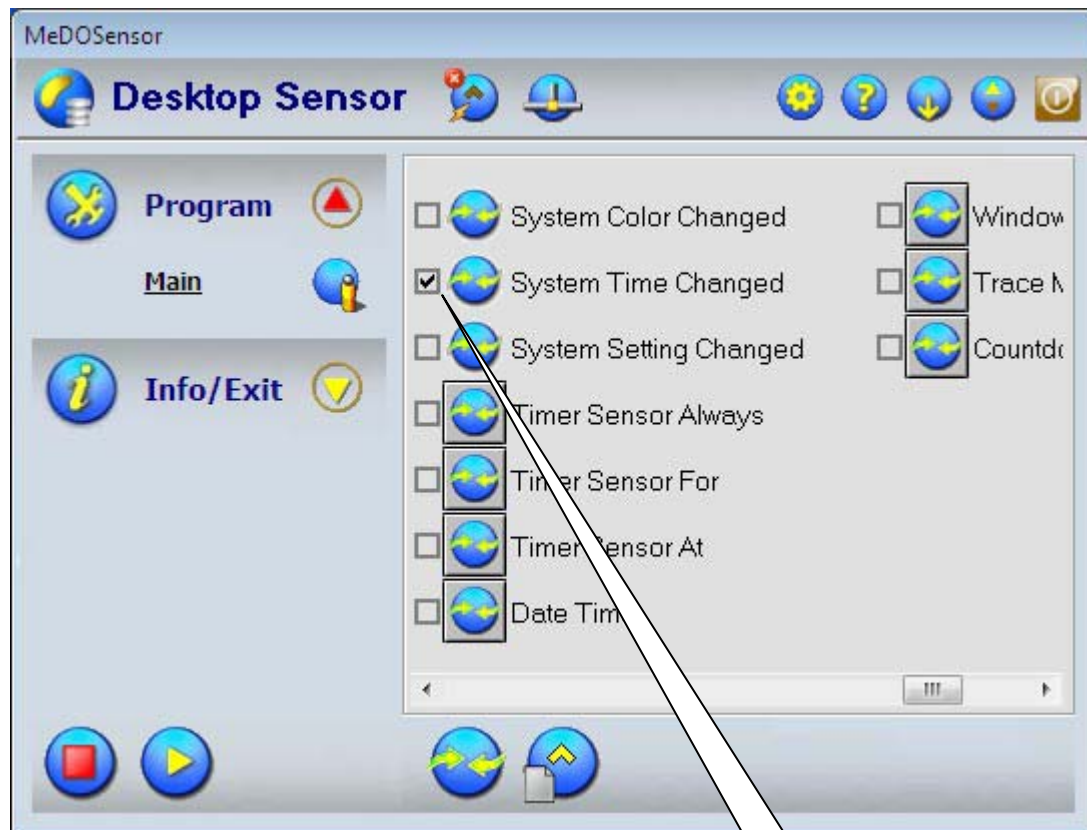 MeDOSensor
Desktop Sensor
Program
Main
Info/Exit
System Color Changed
System Time Changed
System Setting Changed
Timer Sensor Always
Timer Sensor For
Timer Sensor At
Date Tim
Window
Trace
Countd